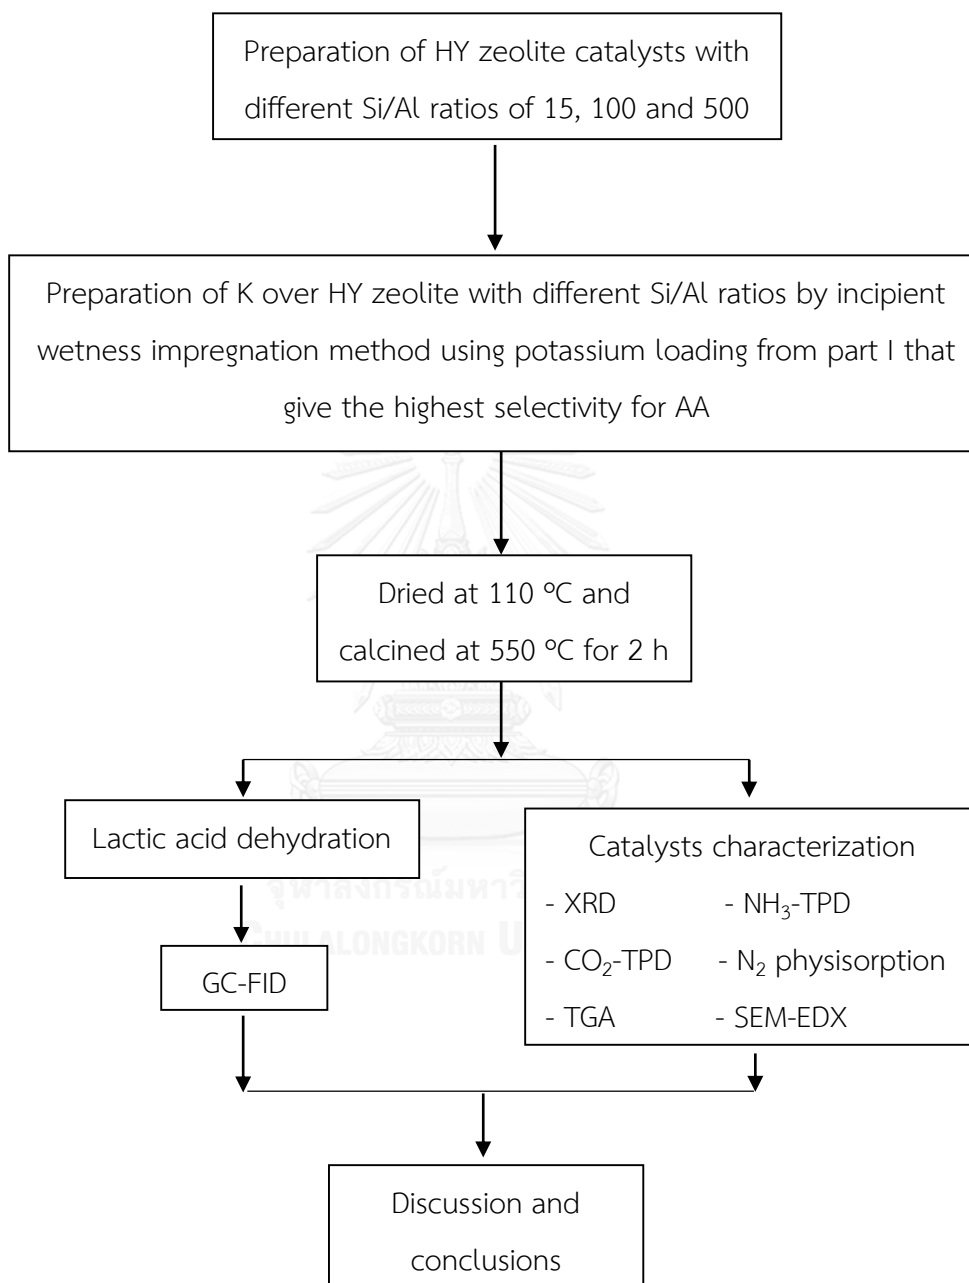 Preparation of HY zeolite catalysts with
different Si/Al ratios of 15, 100 and 500
Preparation of K over HY zeolite with different Si/Al ratios by incipient
wetness impregnation method using potassium loading from part I that
give the highest selectivity for AA
Dried at 110 ºC and
calcined at 550 ºC for 2 h
Lactic acid dehydration
GC-FID
Catalysts characterization
- XRD - NH₃-TPD
- CO₂-TPD - N₂ physisorption
- TGA - SEM-EDX
CHULALONGKORN U
Discussion and
conclusions